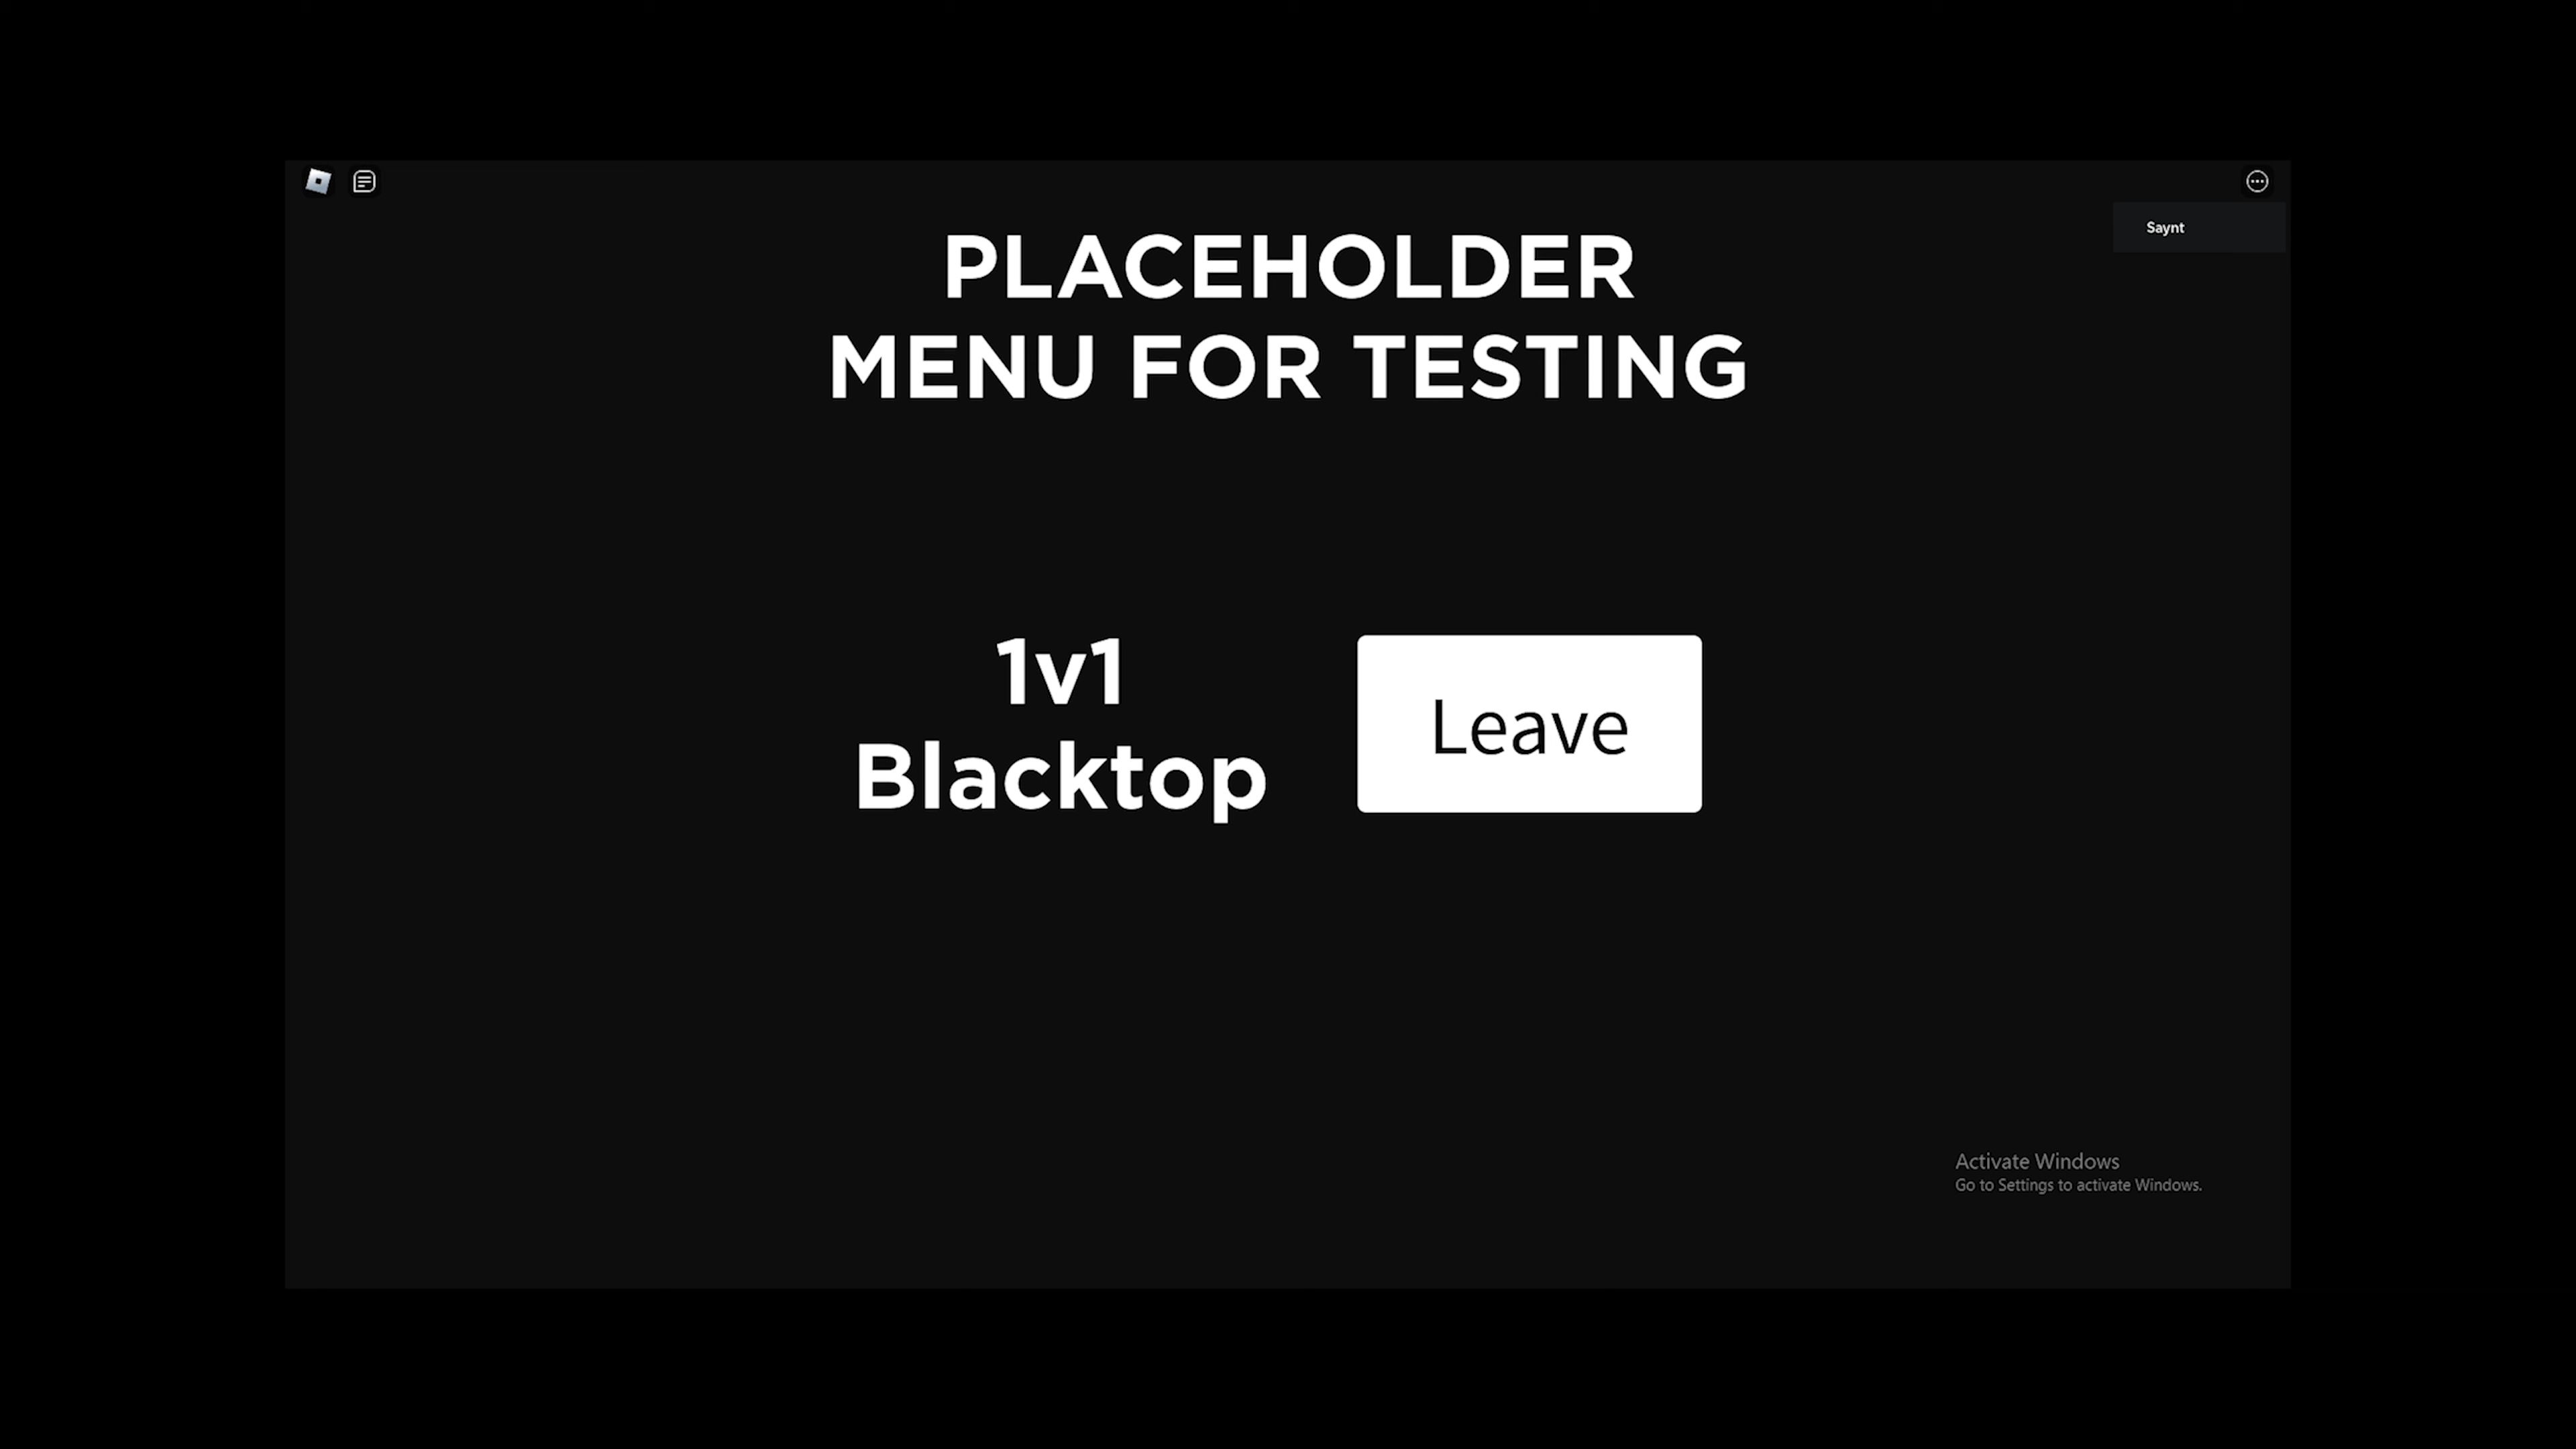 Saynt
PLACEHOLDER
MENU FOR TESTING
1v1
Blacktop
Leave
Activate Windows
Go to Settings to activate Windows.